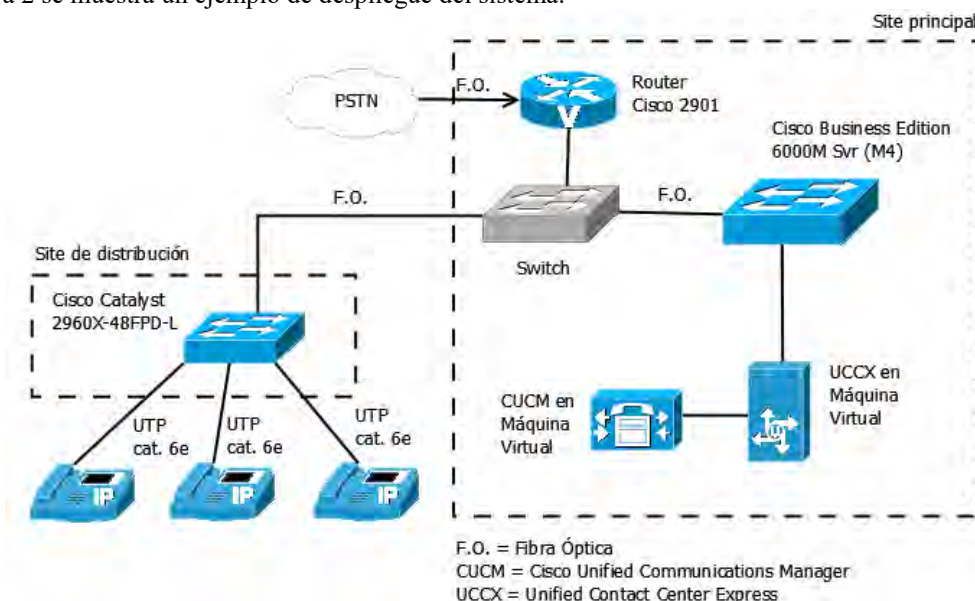 a 2 se muestra un ejemplo de despliegue del sistema.
Site principal
PSTN
F.O.
Router
Cisco 2901
V
Cisco Business Edition
6000M Svr (M4)
F.O.
F.O.
Switch
Site de distribución
Cisco Catalyst
2960X-48FPD-L
UTP
cat. 6e
UTP
cat. 6e
UTP
cat. 6e
IP
IP
IP
CUCM en
Máquina
Virtual
U
UCCX en
Máquina
Virtual
F.O. = Fibra Óptica
CUCM = Cisco Unified Communications Manager
UCCX = Unified Contact Center Express